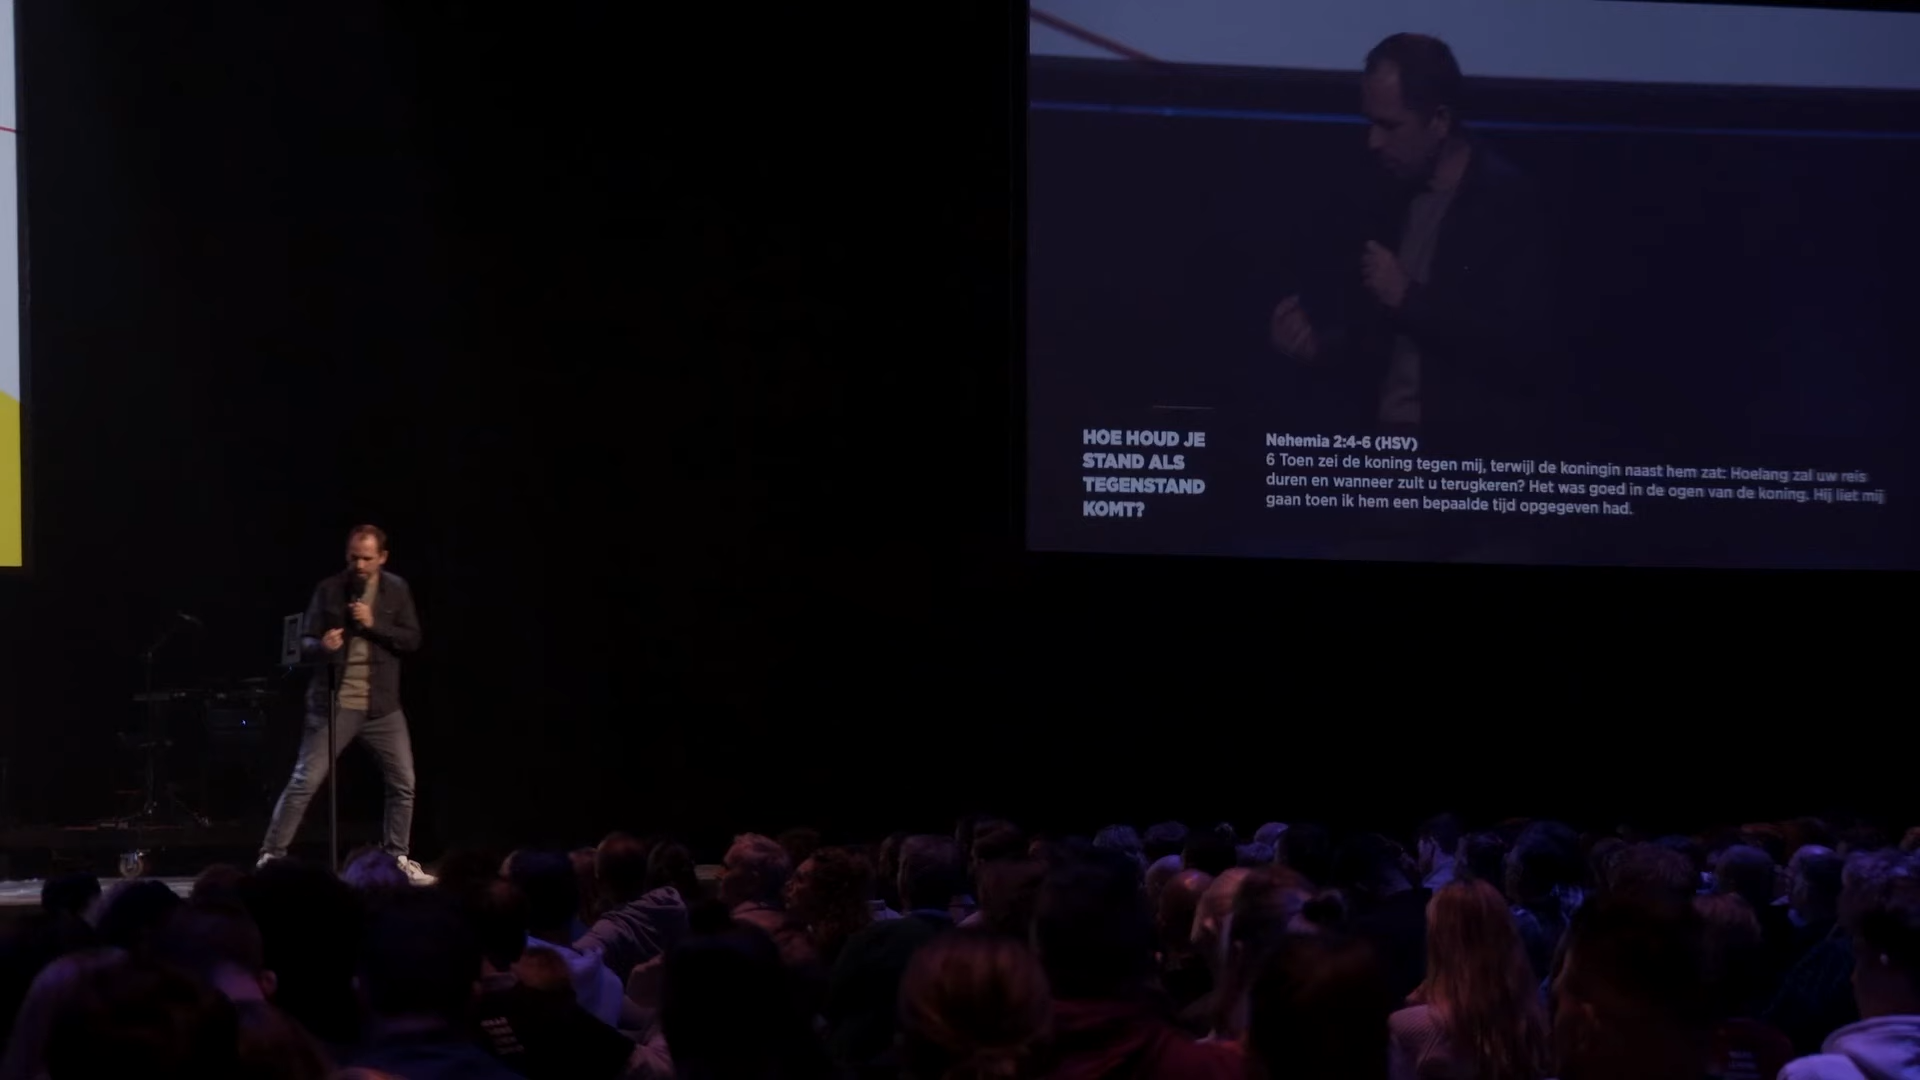 HOE HOUD JE
STAND ALS
TEGENSTAND
KOMT?
Nehemia 2:4-6 (HSV)
6 Toen zei de koning tegen mij, terwijl de koningin naast hem zat: Hoelang zal uw reis
duren en wanneer zult u terugkeren? Het was goed in de ogen van de koning. Hij liet mij
gaan toen ik hem een bepaalde tijd opgegeven had.